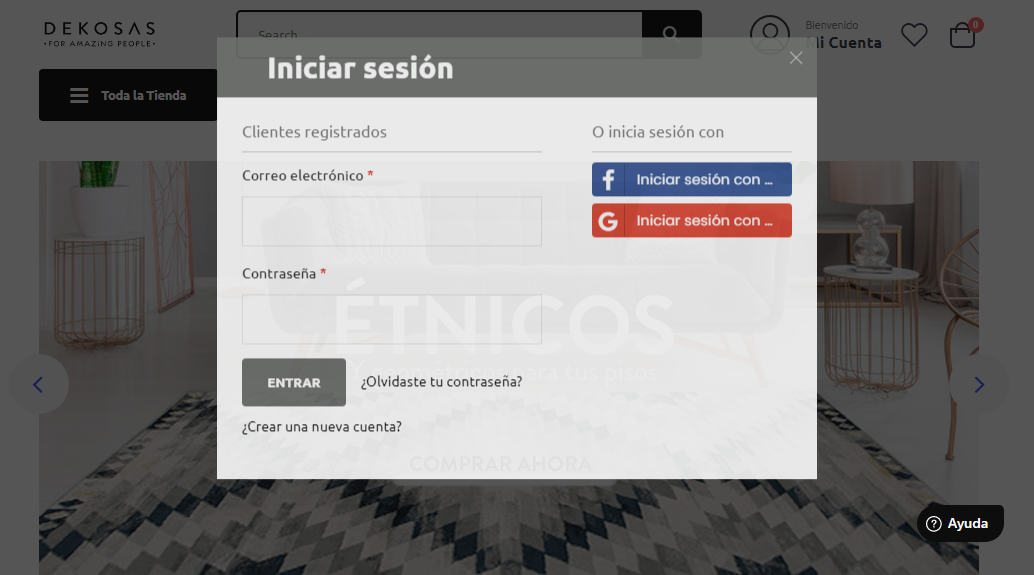 DEKOSAS
•FOR AMAZING PEOPLE•
Search
Bienvenido
Mi Cuenta
0
Toda la Tienda
Iniciar sesión
Clientes registrados
Correo electrónico *
Contraseña *
ENTRAR
¿Olvidaste tu contraseña?
¿Crear una nueva cuenta?
O inicia sesión con
Iniciar sesión con ...
Iniciar sesión con ...
ÉTNICOS
Y geométricos para tus pisos
COMPRAR AHORA
Ayuda